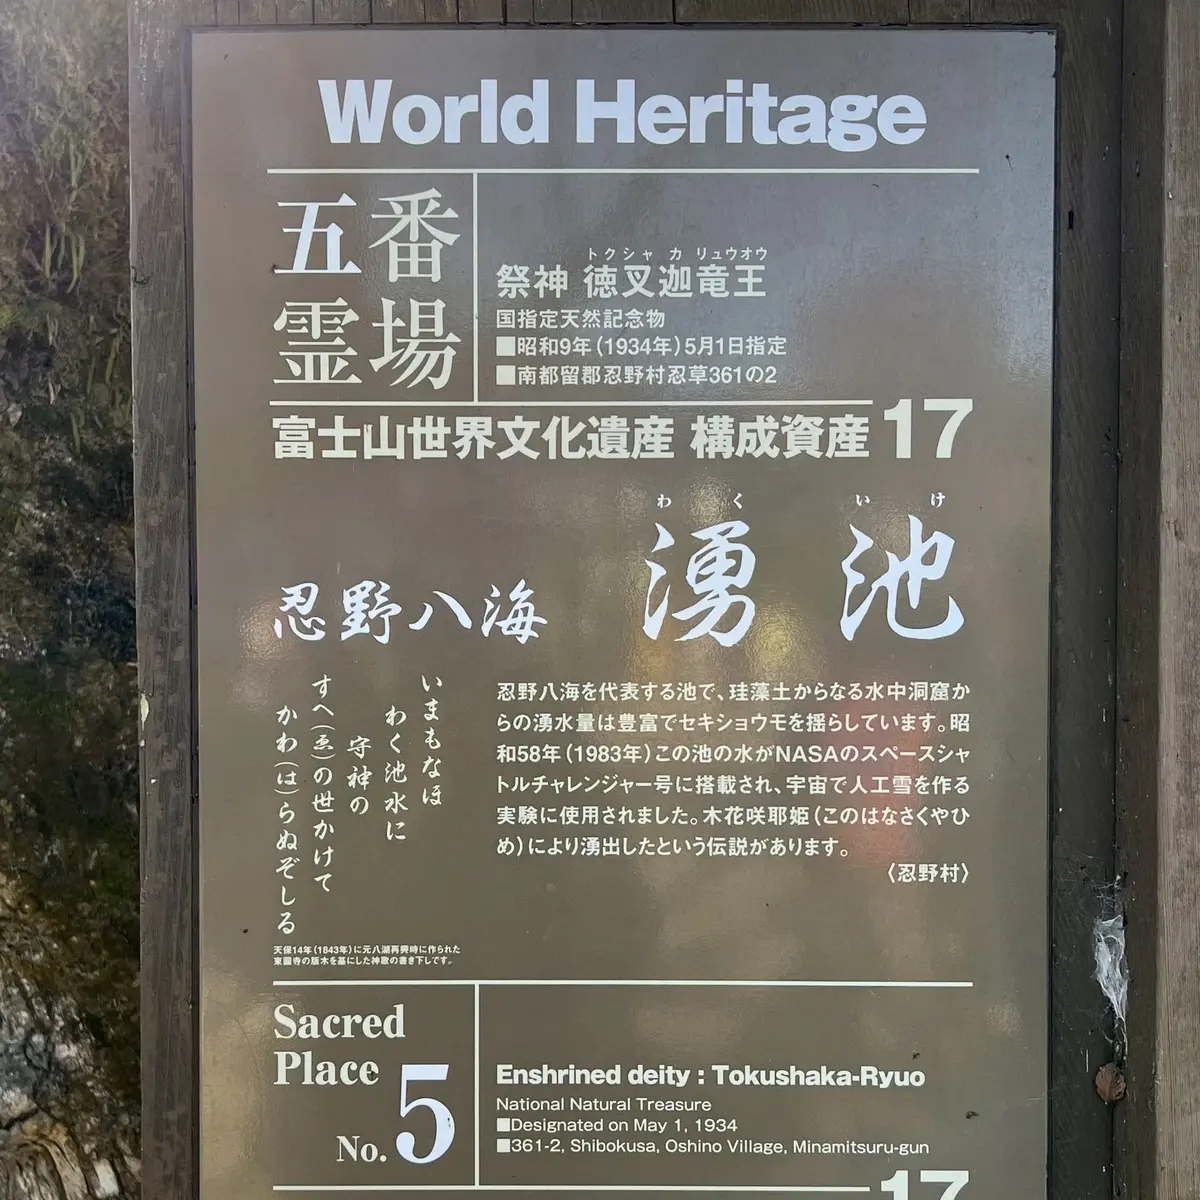 World Heritage
五番
霊場
トクシャ カ リュウオウ
祭神 徳叉迦竜王
国指定天然記念物
■昭和9年(1934年)5月1日指定
■南都留郡忍野村忍草361の2
富士山世界文化遺産 構成資産 17
わく いけ
忍野八海 湧池
いまもなほ
わく池水に
守神の
すへ(ゑ)の世かけて
かわ(は)らぬぞしる
天保14年(1843年)に元八湖再興時に作られた
東圓寺の版木を基にした神歌の書き下しです。
忍野八海を代表する池で、珪藻土からなる水中洞窟か
らの湧水量は豊富でセキショウモを揺らしています。昭
和58年(1983年)この池の水がNASAのスペースシャ
トルチャレンジャー号に搭載され、宇宙で人工雪を作る
実験に使用されました。木花咲耶姫(このはなさくやひ
め)により湧出したという伝説があります。
〈忍野村〉
Sacred
Place
No. 5
Enshrined deity : Tokushaka-Ryuo
National Natural Treasure
■Designated on May 1, 1934
■361-2, Shibokusa, Oshino Village, Minamitsuru-gun
17